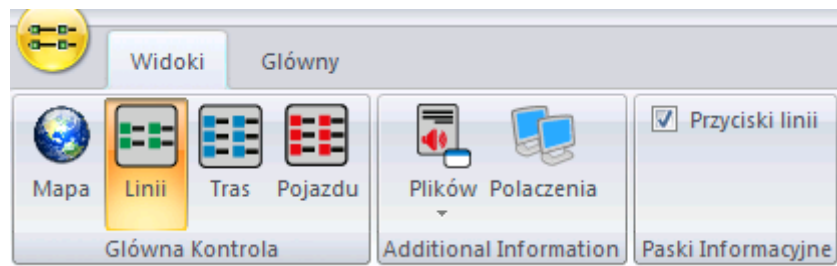 Widoki Glówny
Mapa Linii Tras Pojazdu Plików Polaczenia Przyciski linii
Glówna Kontrola Additional Information Paski Informacyjne